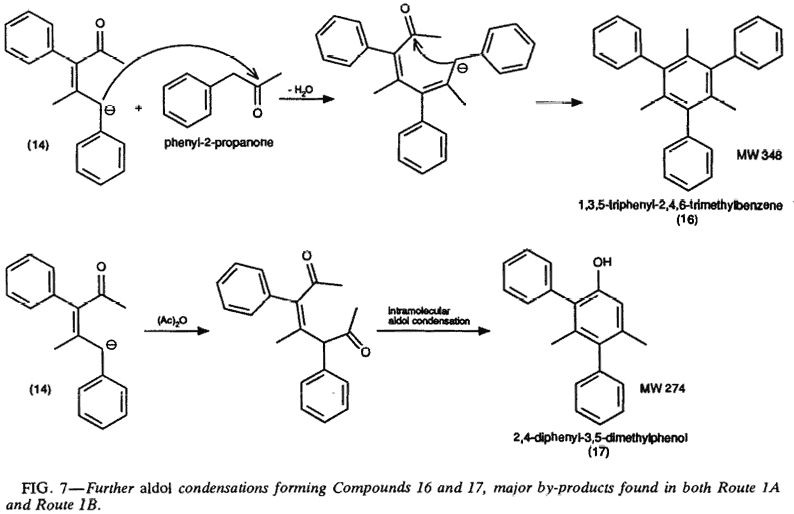 O
O
⊖
+
O
- H₂O
O
⊖
(14)
phenyl-2-propanone
MW 348
1,3,5-triphenyl-2,4,6-trimethylbenzene
(16)
O
⊖
(Ac)₂O
O
O
intramolecular
aldol condensation
OH
(14)
MW 274
2,4-diphenyl-3,5-dimethylphenol
(17)
FIG. 7—Further aldol condensations forming Compounds 16 and 17, major by-products found in both Route 1A
and Route 1B.